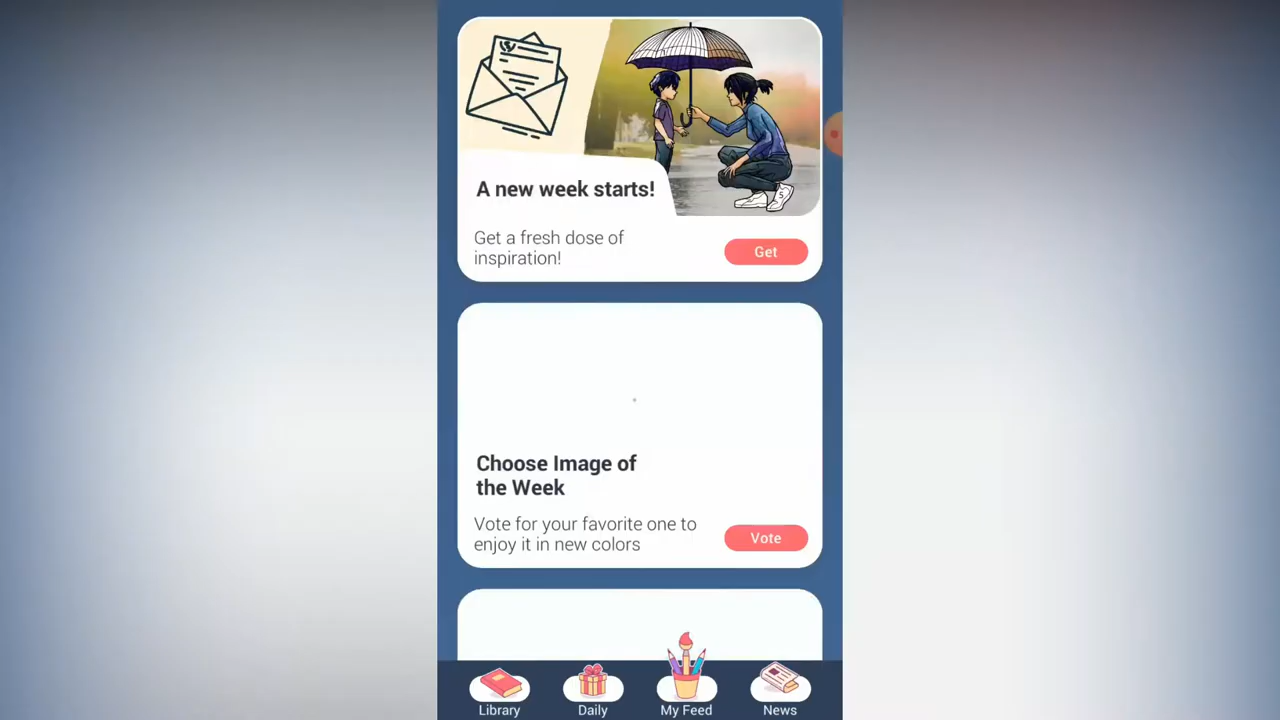 A new week starts!
Get a fresh dose of
inspiration!
Get
Choose Image of
the Week
Vote for your favorite one to
enjoy it in new colors
Vote
Library
Daily
My Feed
News